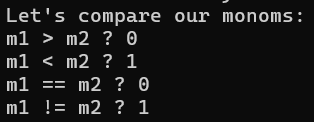 Let's compare our monoms:
m1 > m2 ? 0
m1 < m2 ? 1
m1 == m2 ? 0
m1 != m2 ? 1